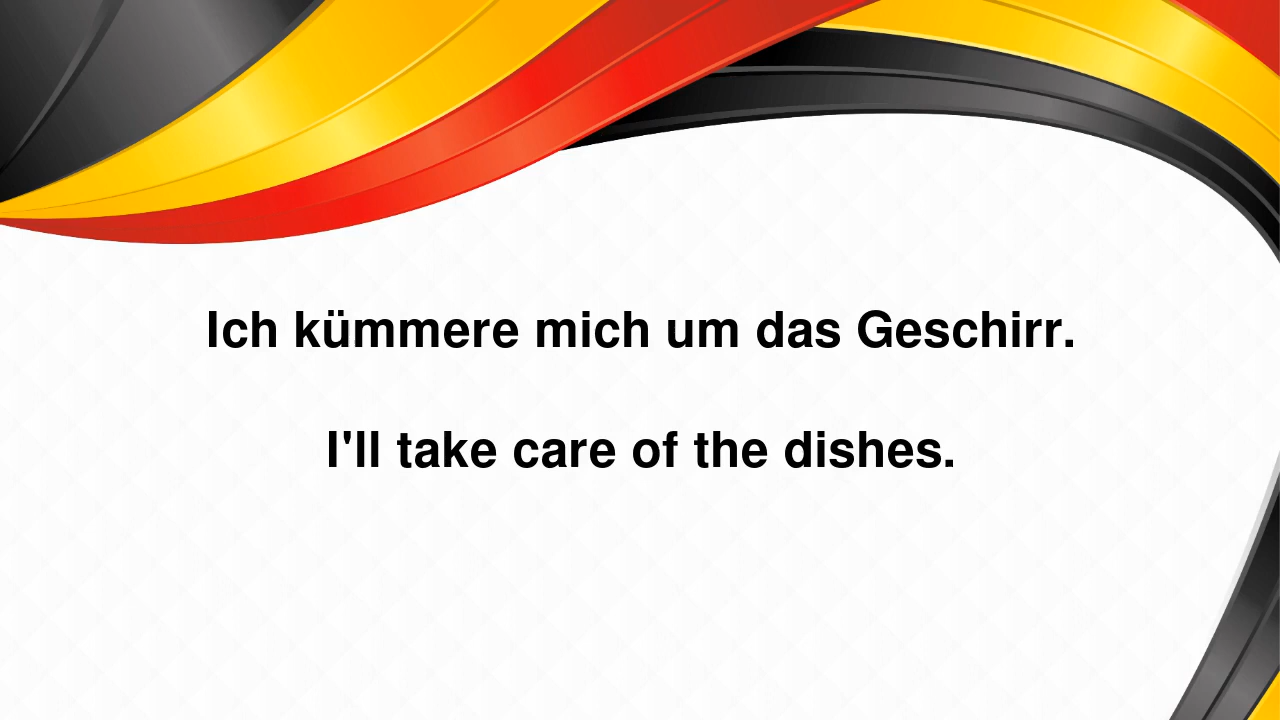 Ich kümmere mich um das Geschirr.
I'll take care of the dishes.